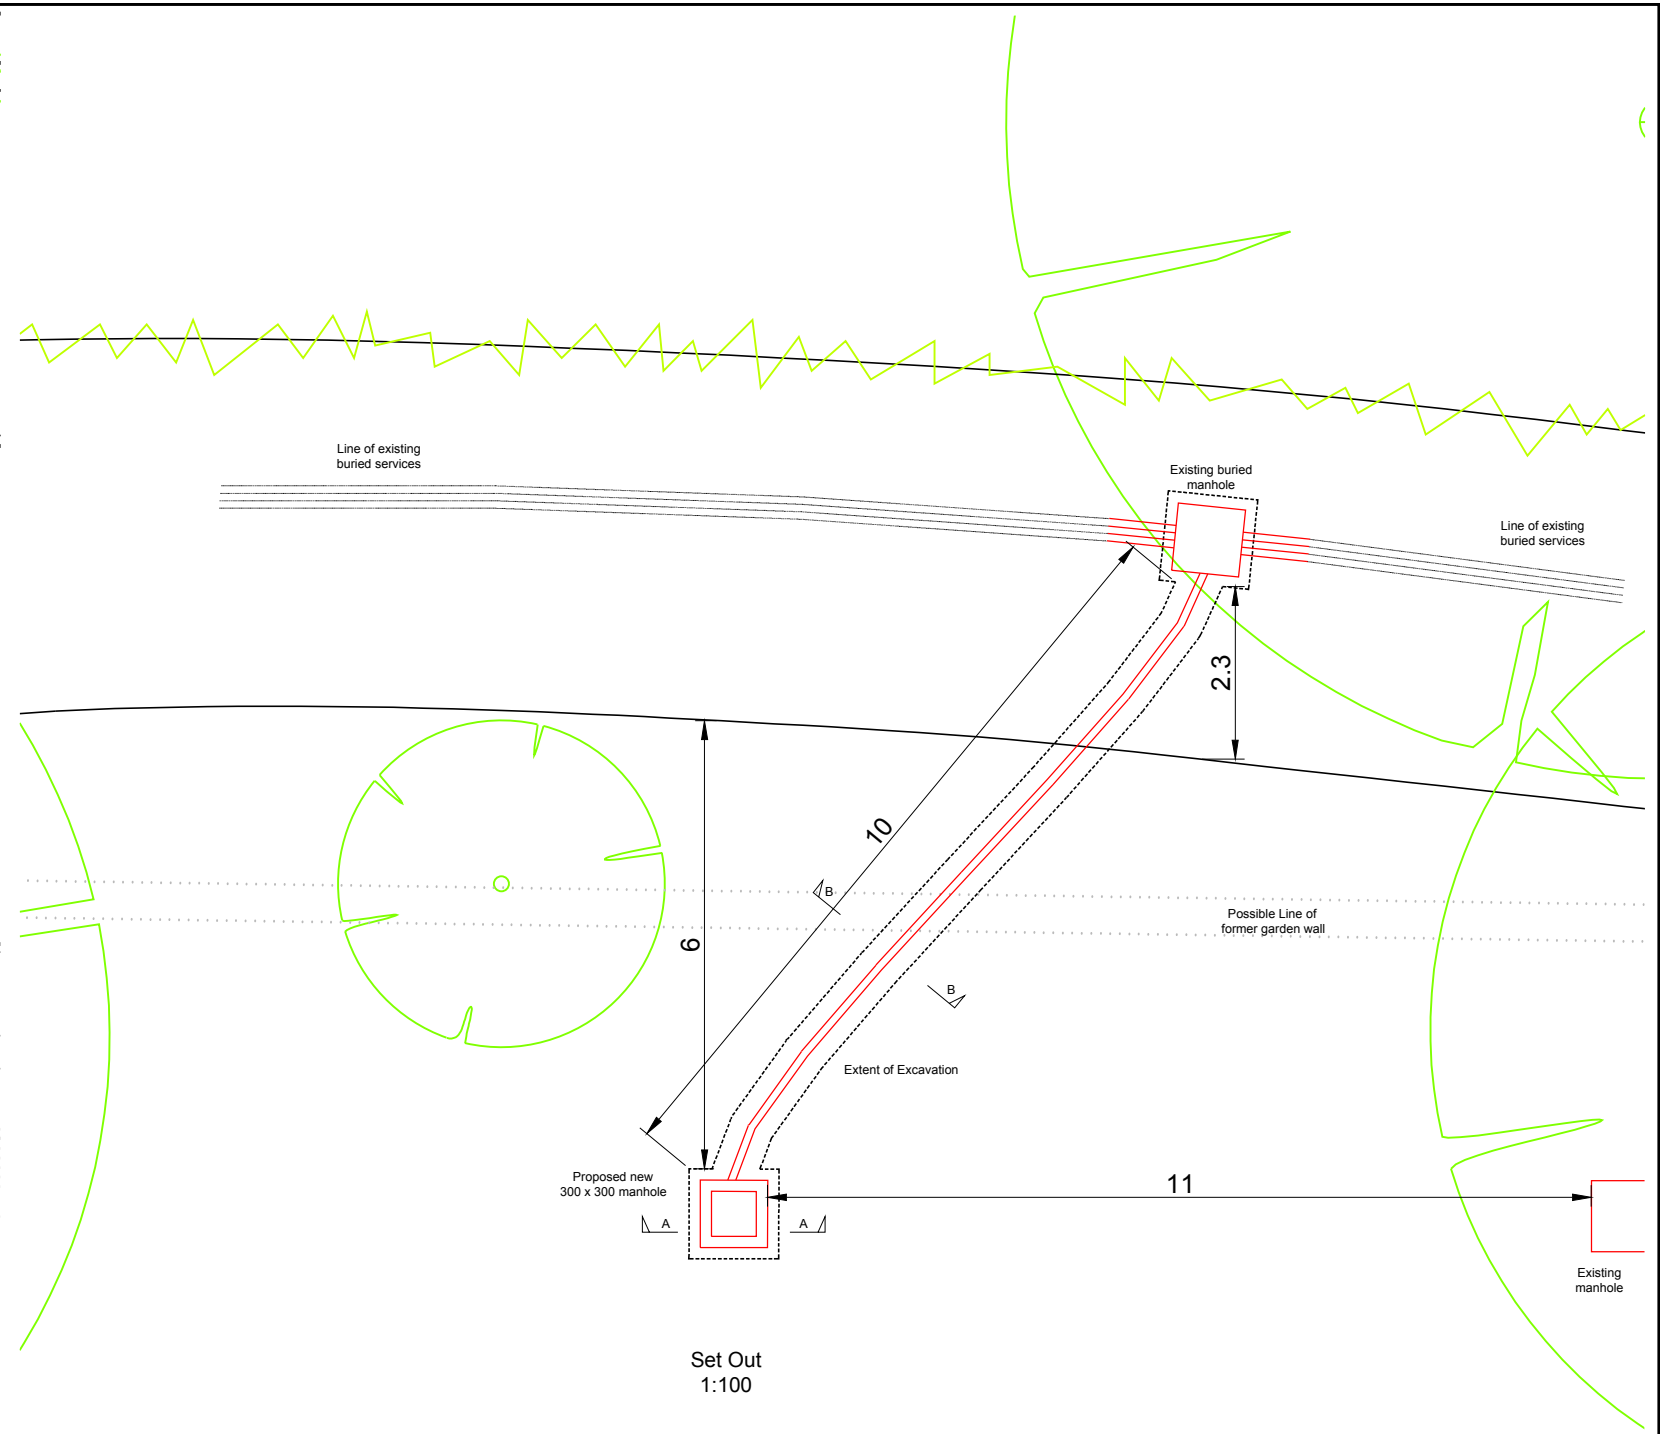 Line of existing
buried services
Existing buried
manhole
Line of existing
buried services
2.3
10
B
Possible Line of
former garden wall
6
B
Extent of Excavation
Proposed new
300 x 300 manhole
11
A
A
Existing
manhole
Set Out
1:100